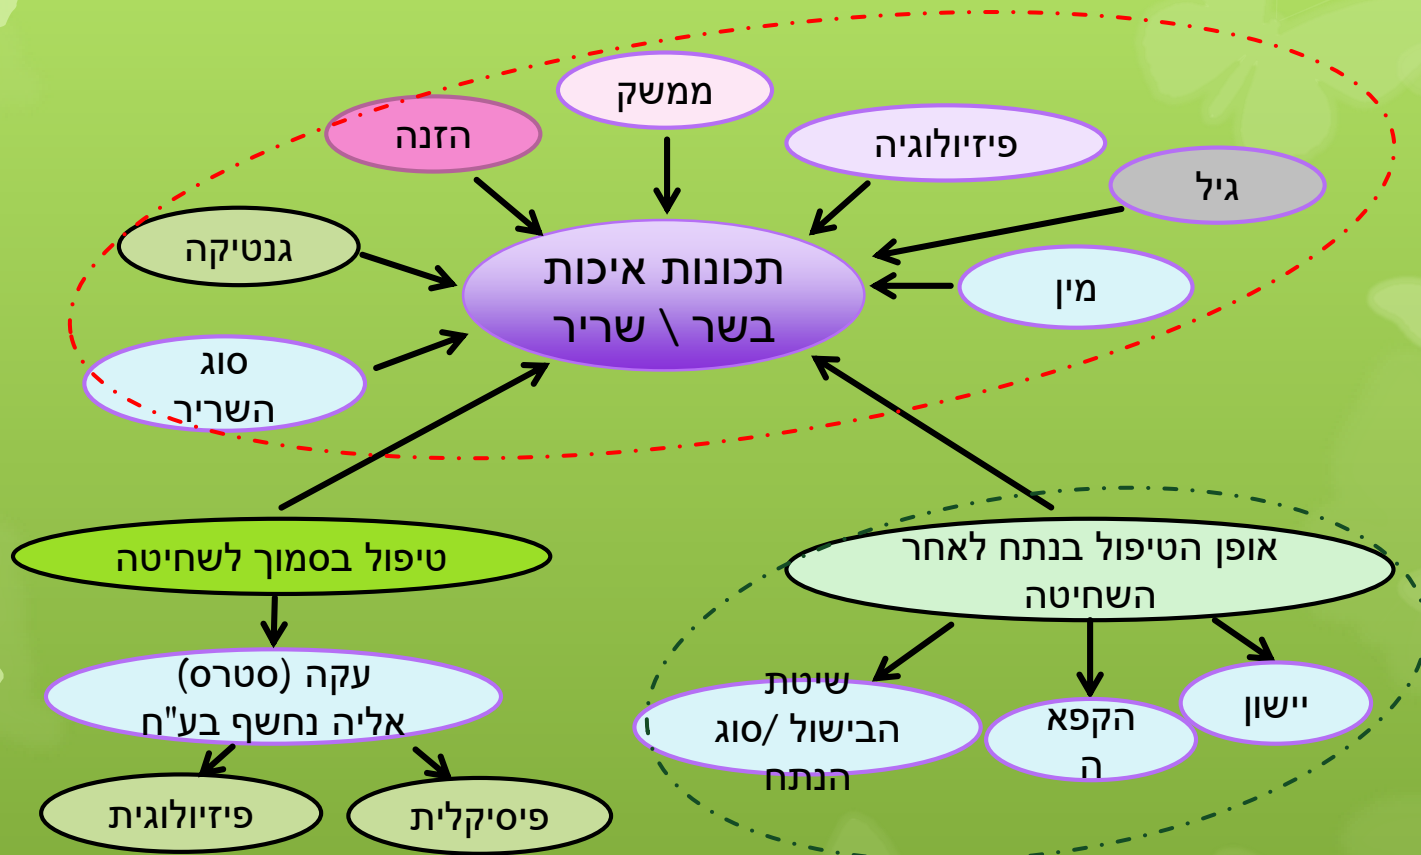 ממשק
הזנה
פיזיולוגיה
גיל
גנטיקה
תכונות איכות
בשר \ שריר
מין
סוג
השריר
טיפול בסמוך לשחיטה
אופן הטיפול בנתח לאחר
השחיטה
עקה (סטרס)
אליה נחשף בע"ח
שיטת
הבישול /סוג
הנתח
הקפא
ה
יישון
פיזיולוגית
פיסיקלית